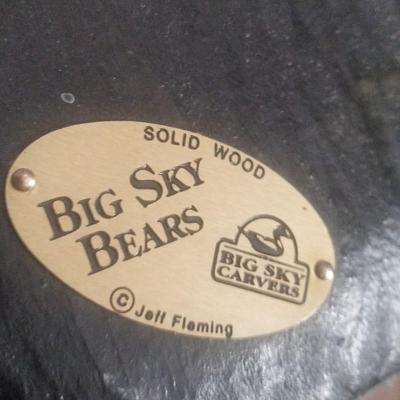 SOLID WOOD
BIG SKY
BEARS
BIG SKY
CARVERS
© Jeff Fleming